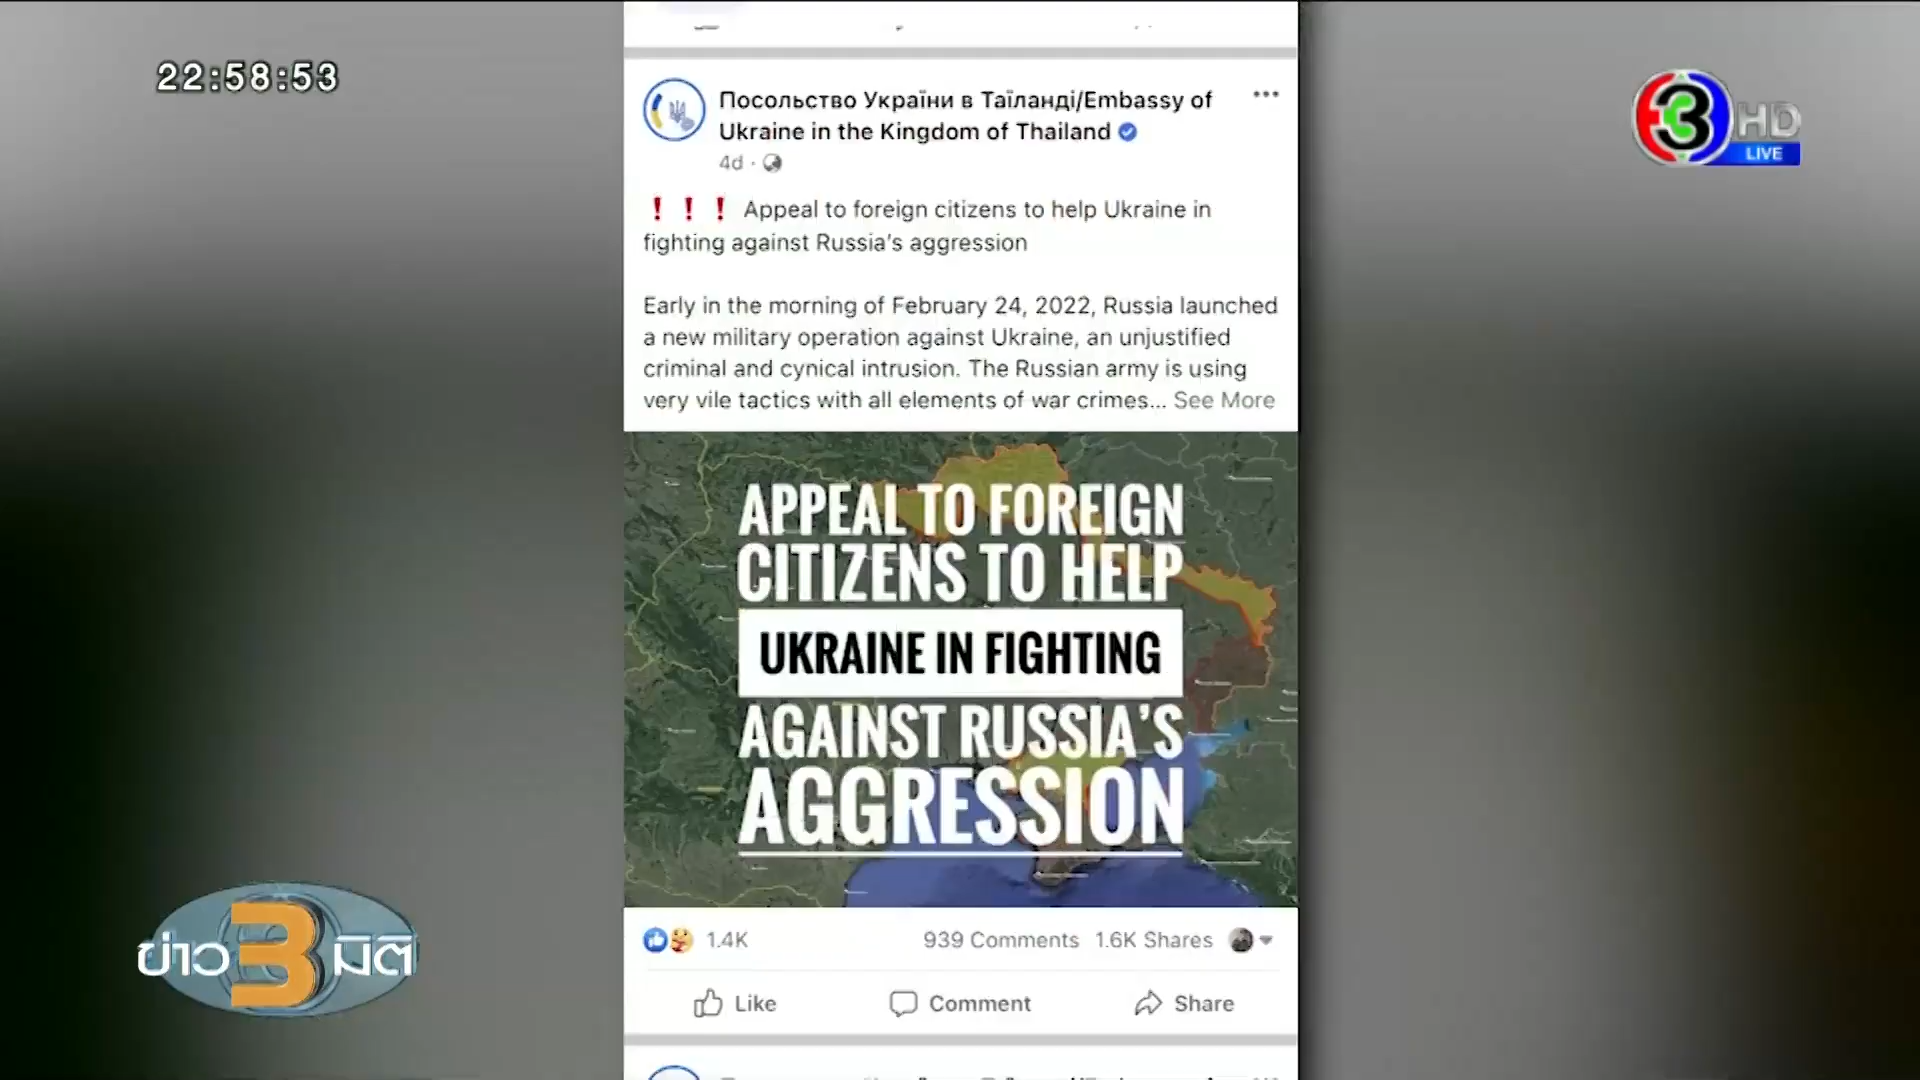 22:58:53
3 HD
LIVE
Посольство України в Таїланді/Embassy of
Ukraine in the Kingdom of Thailand
4d ·
❗❗❗ Appeal to foreign citizens to help Ukraine in
fighting against Russia's aggression
Early in the morning of February 24, 2022, Russia launched
a new military operation against Ukraine, an unjustified
criminal and cynical intrusion. The Russian army is using
very vile tactics with all elements of war crimes... See More
APPEAL TO FOREIGN
CITIZENS TO HELP
UKRAINE IN FIGHTING
AGAINST RUSSIA'S
AGGRESSION
1.4K 939 Comments 1.6K Shares
Like Comment Share
ข่าว 3 มิติ